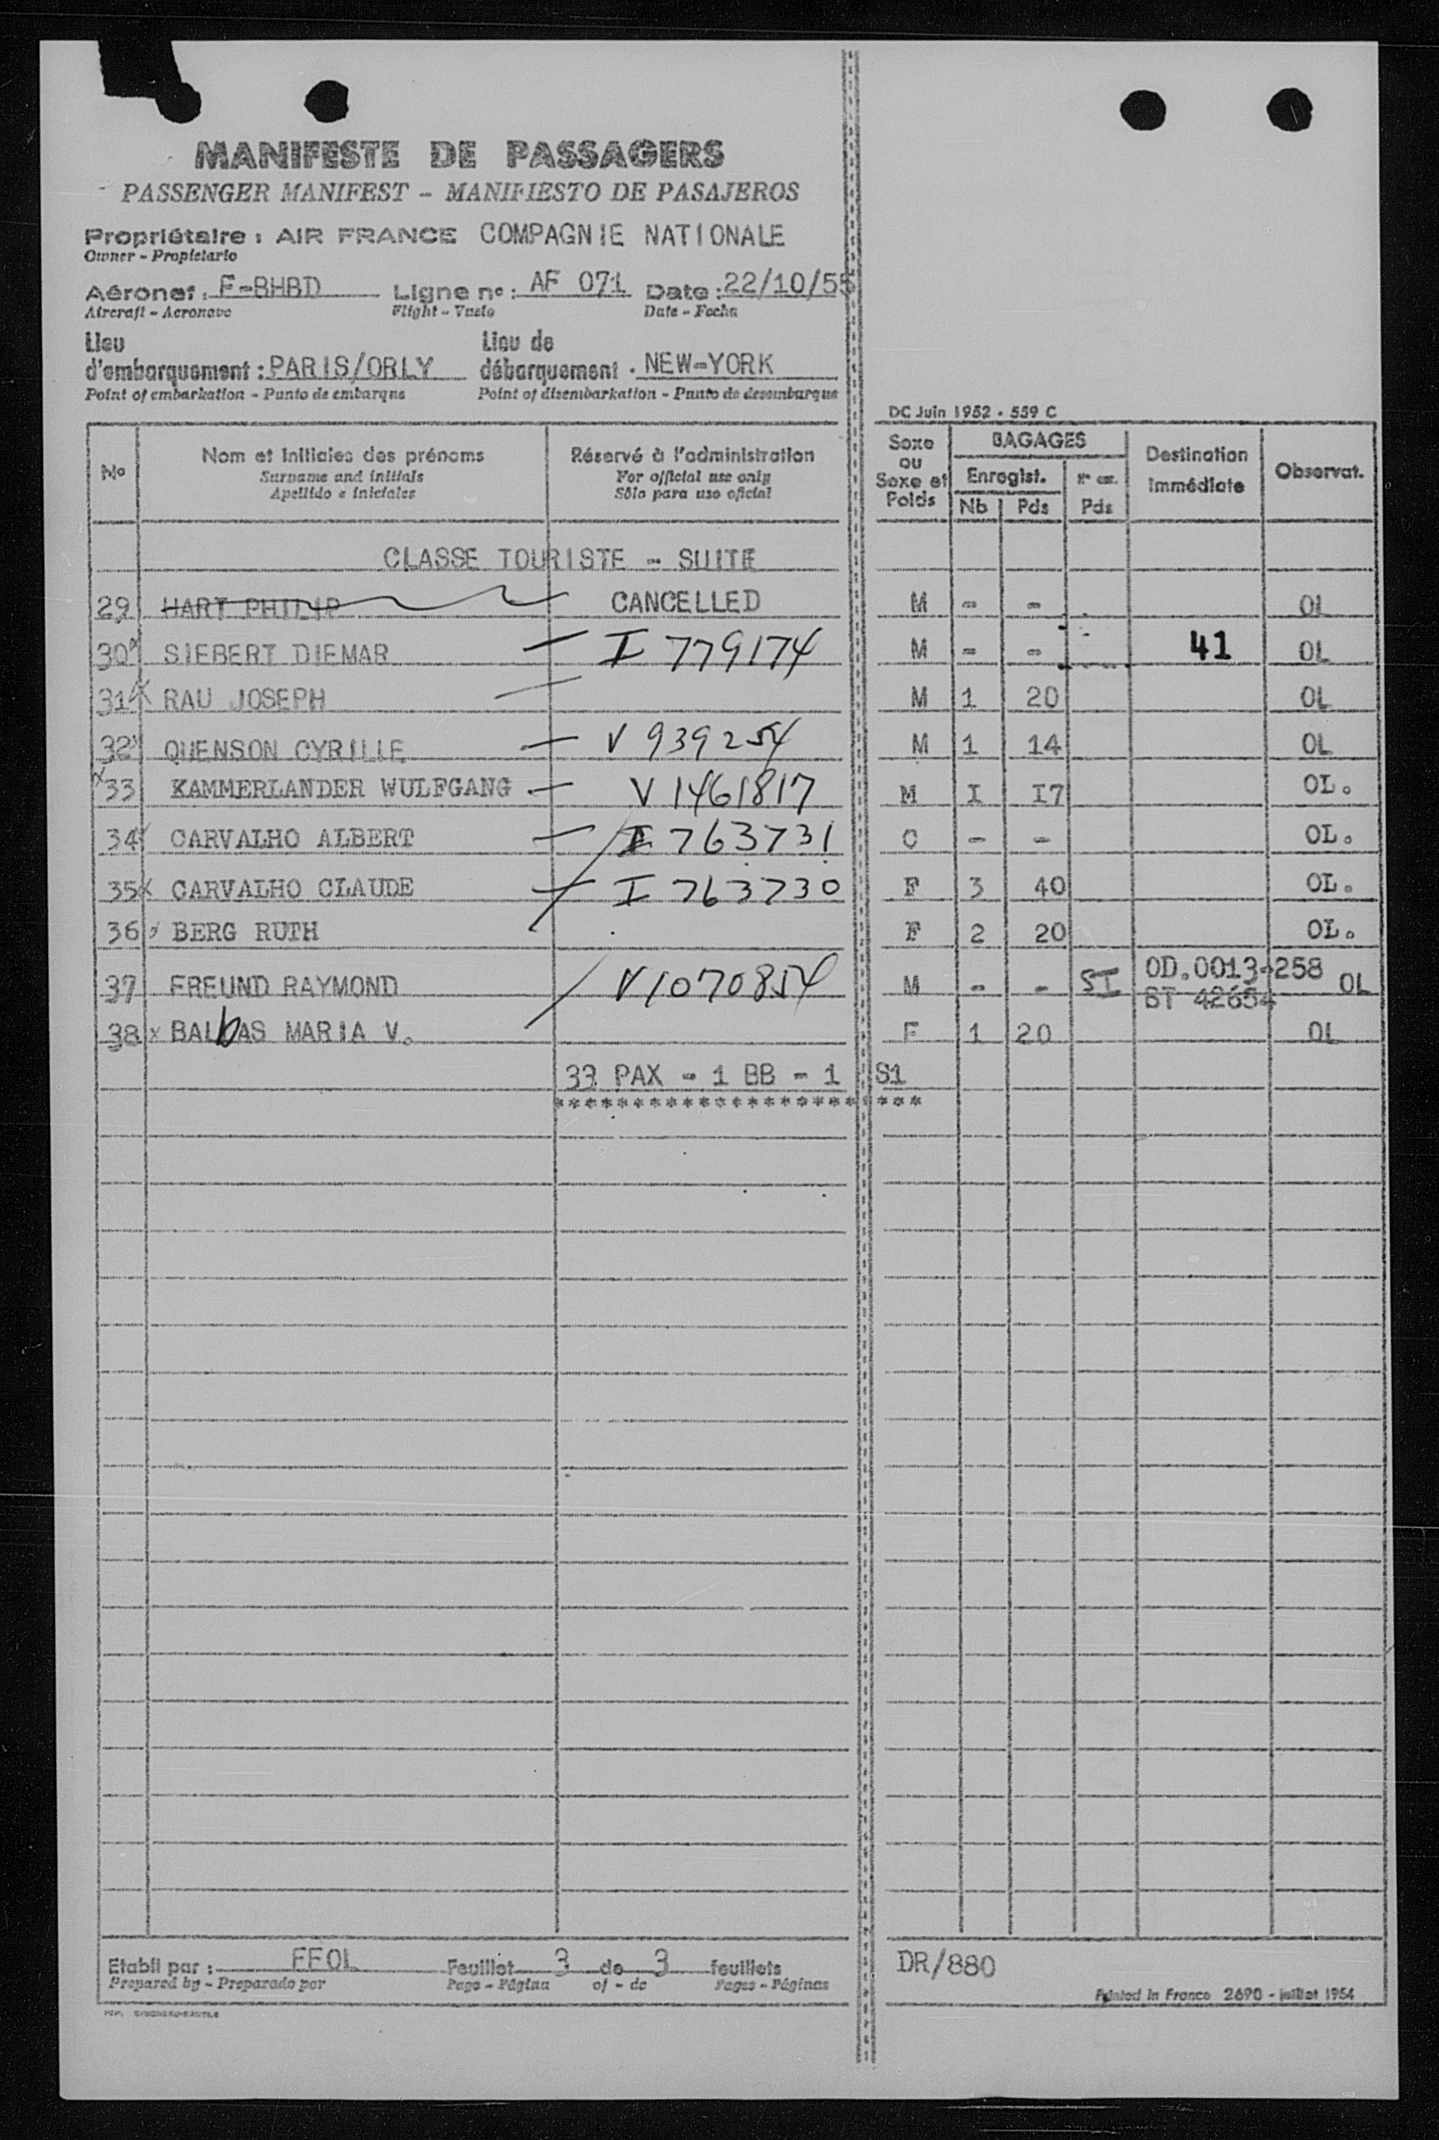 MANIFESTE DE PASSAGERS
PASSENGER MANIFEST - MANIFIESTO DE PASAJEROS
Propriétaire : AIR FRANCE COMPAGNIE NATIONALE
Owner - Propietario
Aéronef : F-BHBD Ligne n° : AF 071 Date : 22/10/55
Aircraft - Aeronave Flight - Vuelo Date - Fecha
Lieu Lieu de
d'embarquement : PARIS/ORLY débarquement . NEW-YORK
Point of embarkation - Punto de embarque Point of disembarkation - Punto de desembarque
DC Juin 1952 - 559 C
No Nom et initiales des prénoms Réservé à l'administration Sexe ou Sexe et Poids BAGAGES Destination immédiate Observat.
Surname and initials For official use only Enregist. N° en.
Apellido e iniciales Sólo para uso oficial Nb Pds Pds
CLASSE TOURISTE - SUITE
29 HART PHILIP CANCELLED M - - OL
30 x SIEBERT DIEMAR — I 779174 M - - 41 OL
31 x RAU JOSEPH — M 1 20 OL
32 x QUENSON CYRILLE — V 939254 M 1 14 OL
x 33 KAMMERLANDER WULFGANG — V 1461817 M I I7 OL.
34 x CARVALHO ALBERT — I 763731 C - - OL.
35 x CARVALHO CLAUDE — I 763730 F 3 40 OL.
36 BERG RUTH F 2 20 OL.
37 FREUND RAYMOND / V1070854 M - - SI OD.0013-258 OL
ST 42654
38 x BALbAS MARIA V. F 1 20 OL
33 PAX - 1 BB - 1 S1
***********************
Etabli par : FFOL Feuillet 3 de 3 feuillets DR/880
Prepared by - Preparado por Page - Página of - de Pages - Páginas
Printed in France 2690 - juillet 1954